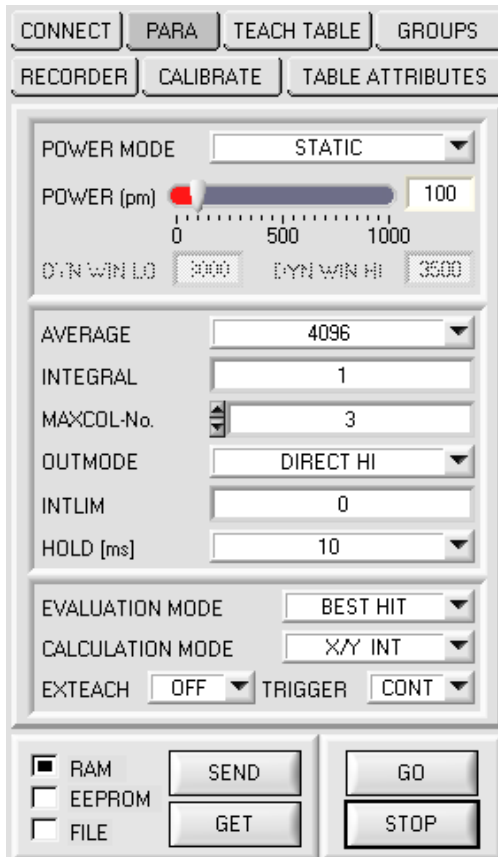 CONNECT PARA TEACH TABLE GROUPS
RECORDER CALIBRATE TABLE ATTRIBUTES
POWER MODE STATIC
POWER (pm) 100
0 500 1000
DYN WIN LO 3000 DYN WIN HI 3500
AVERAGE 4096
INTEGRAL 1
MAXCOL-No. 3
OUTMODE DIRECT HI
INTLIM 0
HOLD [ms] 10
EVALUATION MODE BEST HIT
CALCULATION MODE X/Y INT
EXTEACH OFF TRIGGER CONT
RAM SEND GO
EEPROM
FILE GET STOP